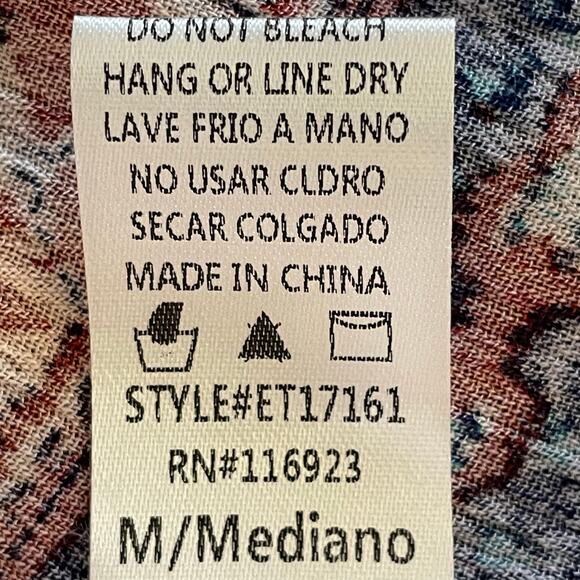 DO NOT BLEACH
HANG OR LINE DRY
LAVE FRIO A MANO
NO USAR CLDRO
SECAR COLGADO
MADE IN CHINA
STYLE#ET17161
RN#116923
M/Mediano